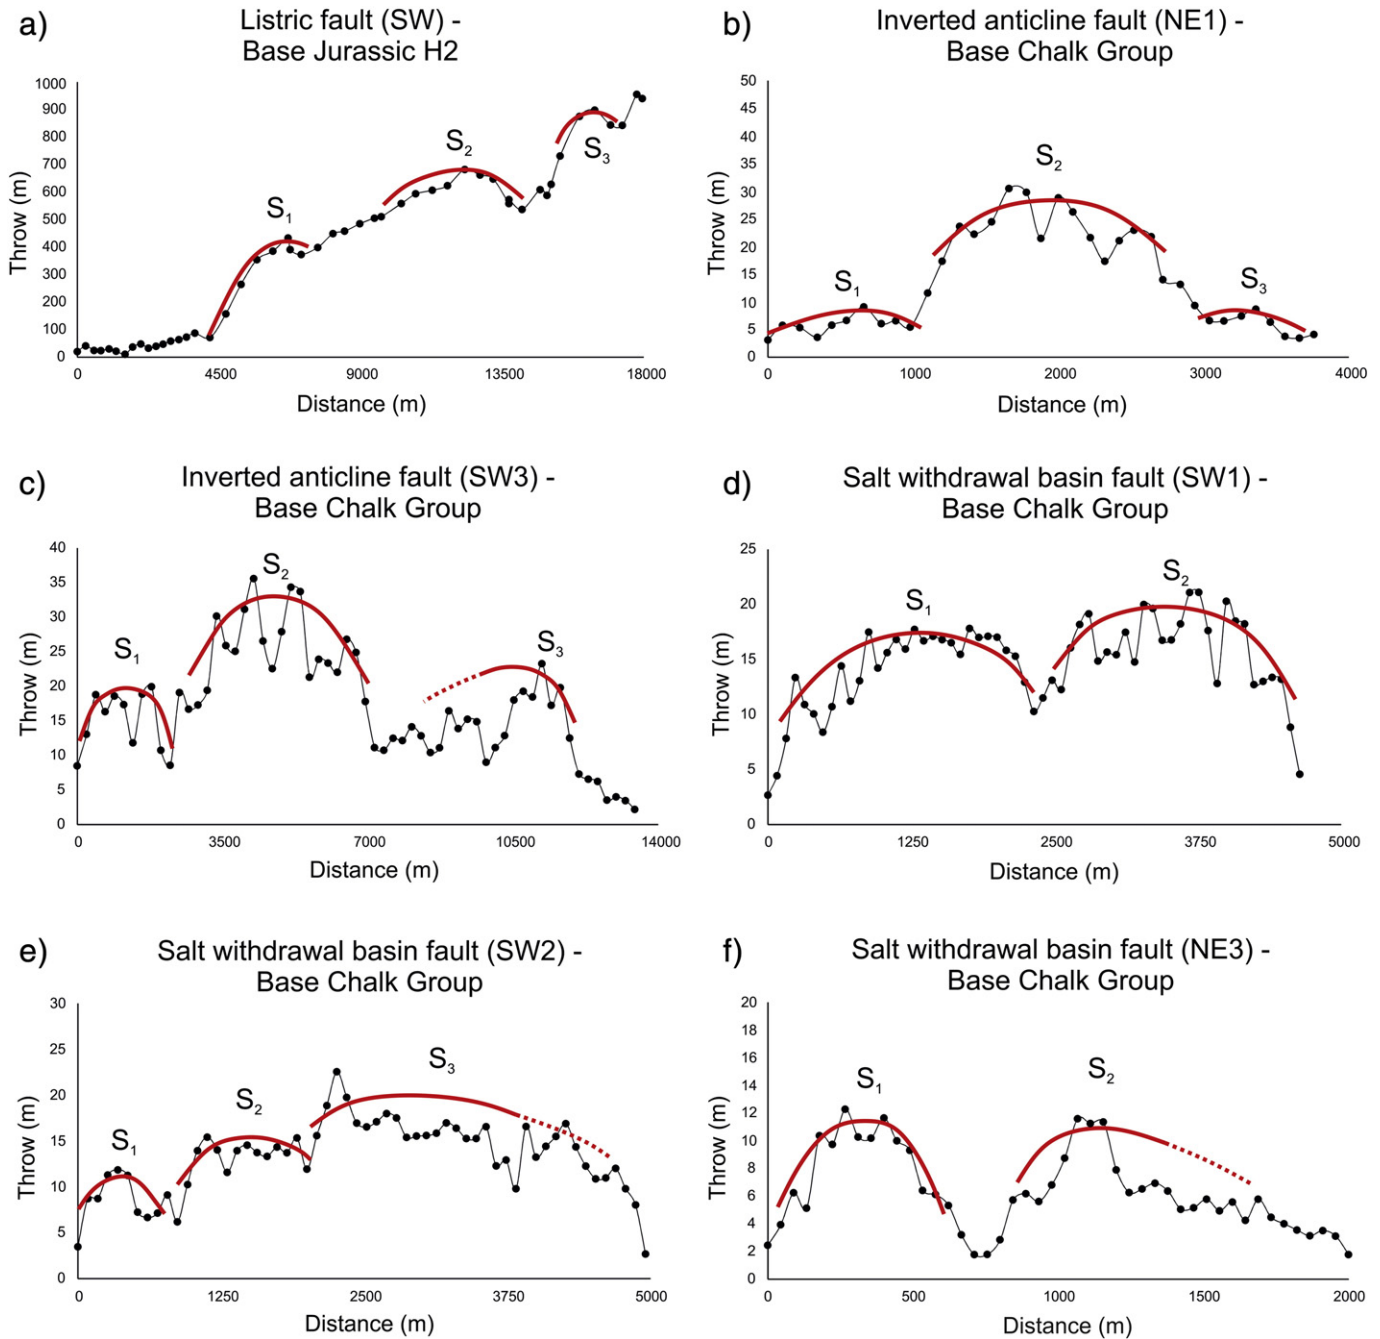 a)
Listric fault (SW) -
Base Jurassic H2
1000
900
800
700
600
500
400
300
200
100
0
Throw (m)
S1
S2
S3
0 4500 9000 13500 18000
Distance (m)
b)
Inverted anticline fault (NE1) -
Base Chalk Group
50
45
40
35
30
25
20
15
10
5
0
Throw (m)
S1
S2
S3
0 1000 2000 3000 4000
Distance (m)
c)
Inverted anticline fault (SW3) -
Base Chalk Group
40
35
30
25
20
15
10
5
0
Throw (m)
S1
S2
S3
0 3500 7000 10500 14000
Distance (m)
d)
Salt withdrawal basin fault (SW1) -
Base Chalk Group
25
20
15
10
5
0
Throw (m)
S1
S2
0 1250 2500 3750 5000
Distance (m)
e)
Salt withdrawal basin fault (SW2) -
Base Chalk Group
30
25
20
15
10
5
0
Throw (m)
S1
S2
S3
0 1250 2500 3750 5000
Distance (m)
f)
Salt withdrawal basin fault (NE3) -
Base Chalk Group
20
18
16
14
12
10
8
6
4
2
0
Throw (m)
S1
S2
0 500 1000 1500 2000
Distance (m)